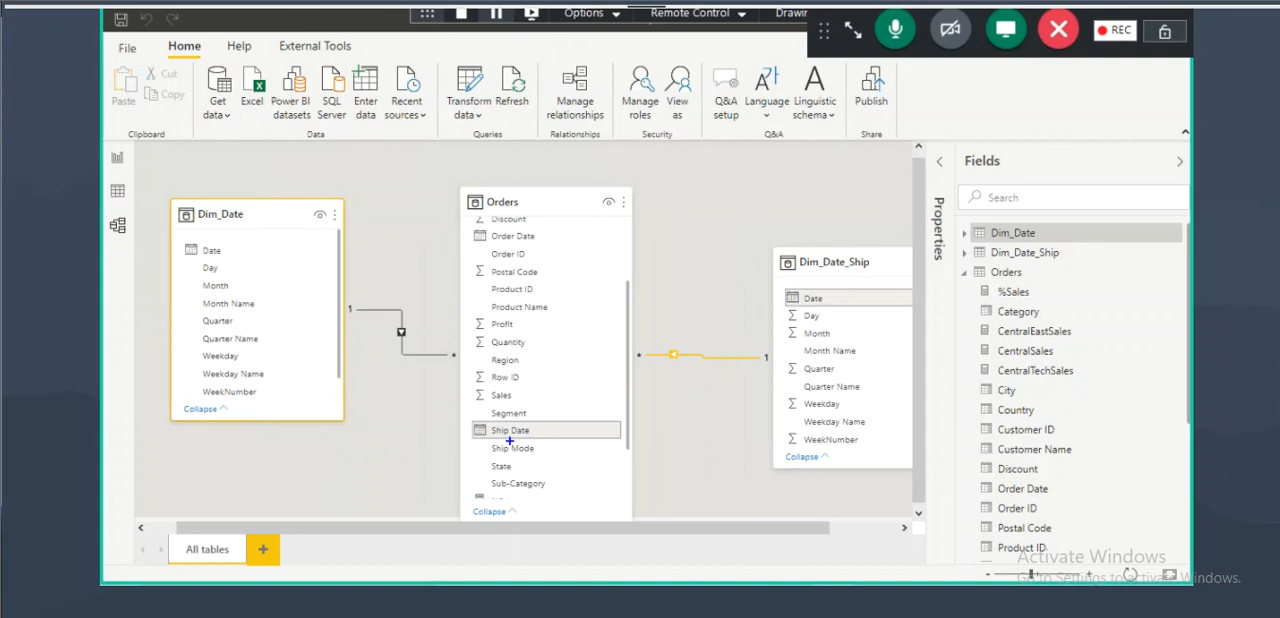 Options
Remote Control
Drawin
REC
File
Home
Help
External Tools
Paste
Cut
Copy
Clipboard
Get data
Excel
Power BI datasets
SQL Server
Enter data
Recent sources
Data
Transform data
Refresh
Queries
Manage relationships
Relationships
Manage roles
View as
Security
Q&A setup
Language
Linguistic schema
Q&A
Publish
Share
Dim_Date
Date
Day
Month
Month Name
Quarter
Quarter Name
Weekday
Weekday Name
WeekNumber
Collapse
1
*
Orders
Discount
Order Date
Order ID
Postal Code
Product ID
Product Name
Profit
Quantity
Region
Row ID
Sales
Segment
Ship Date
Ship Mode
State
Sub-Category
Collapse
*
1
Dim_Date_Ship
Date
Day
Month
Month Name
Quarter
Quarter Name
Weekday
Weekday Name
WeekNumber
Collapse
Properties
Fields
Search
Dim_Date
Dim_Date_Ship
Orders
%Sales
Category
CentralEastSales
CentralSales
CentralTechSales
City
Country
Customer ID
Customer Name
Discount
Order Date
Order ID
Postal Code
Product ID
All tables
+
Activate Windows
Go to Settings to activate Windows.